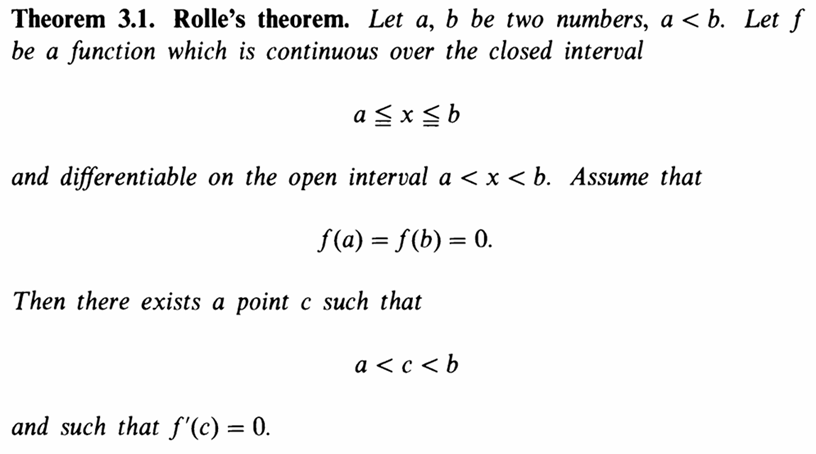 Theorem 3.1. Rolle's theorem. Let a, b be two numbers, a < b. Let f
be a function which is continuous over the closed interval
a ≦ x ≦ b
and differentiable on the open interval a < x < b. Assume that
f(a) = f(b) = 0.
Then there exists a point c such that
a < c < b
and such that f′(c) = 0.